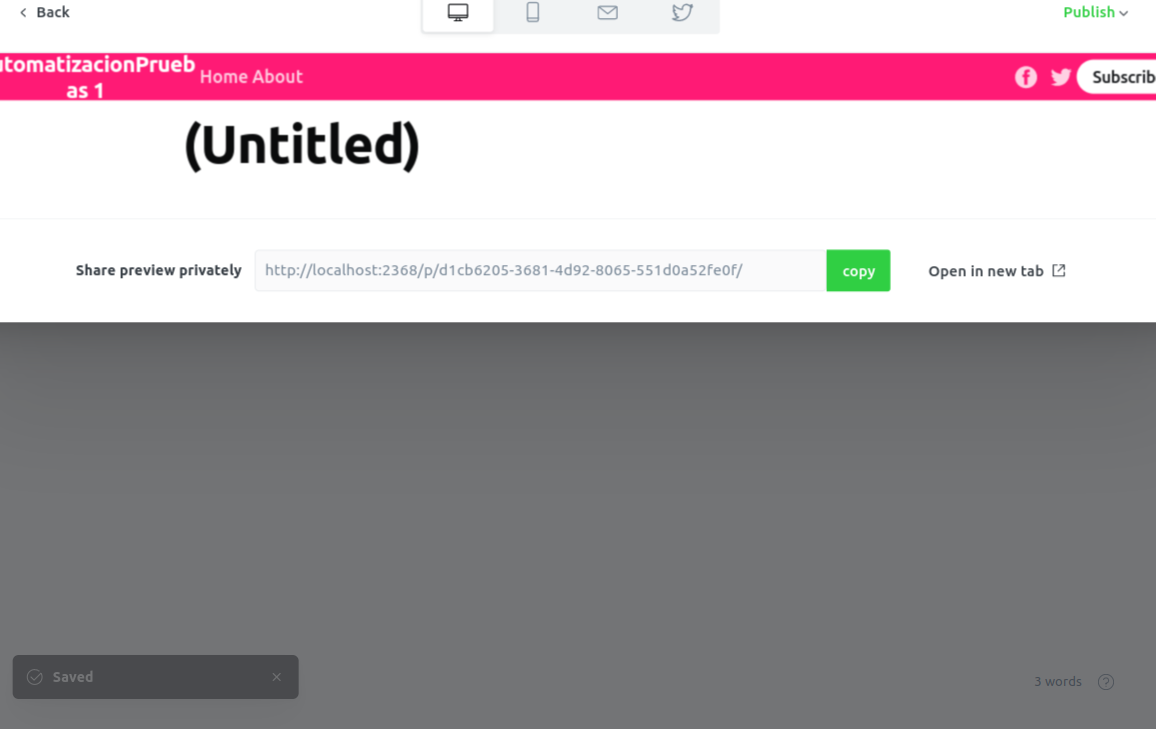 Back
Publish
utomatizacionPrueb
as 1
Home About
Subscrib
(Untitled)
Share preview privately
http://localhost:2368/p/d1cb6205-3681-4d92-8065-551d0a52fe0f/
copy
Open in new tab
Saved
3 words